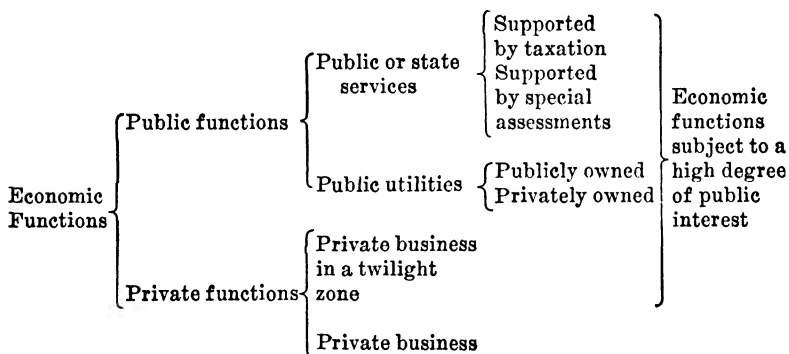 Economic
Functions
Public functions
Private functions
Public or state
services
Public utilities
Private business
in a twilight
zone
Private business
Supported
by taxation
Supported
by special
assessments
Publicly owned
Privately owned
Economic
functions
subject to a
high degree
of public
interest